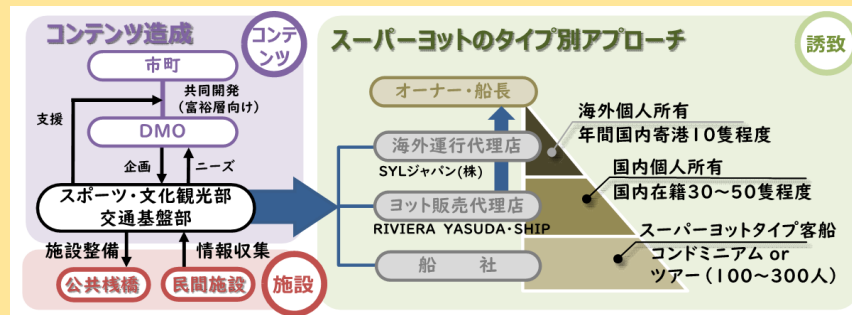 コンテンツ造成
コンテ
ンツ
市町
共同開発
(富裕層向け)
支援
DMO
企画
ニーズ
スポーツ・文化観光部
交通基盤部
施設整備
情報収集
公共桟橋
民間施設
施設
スーパーヨットのタイプ別アプローチ
誘致
オーナー・船長
海外運行代理店
SYLジャパン(株)
ヨット販売代理店
RIVIERA YASUDA・SHIP
船 社
海外個人所有
年間国内寄港10隻程度
国内個人所有
国内在籍30～50隻程度
スーパーヨットタイプ客船
コンドミニアム or
ツアー(100～300人)